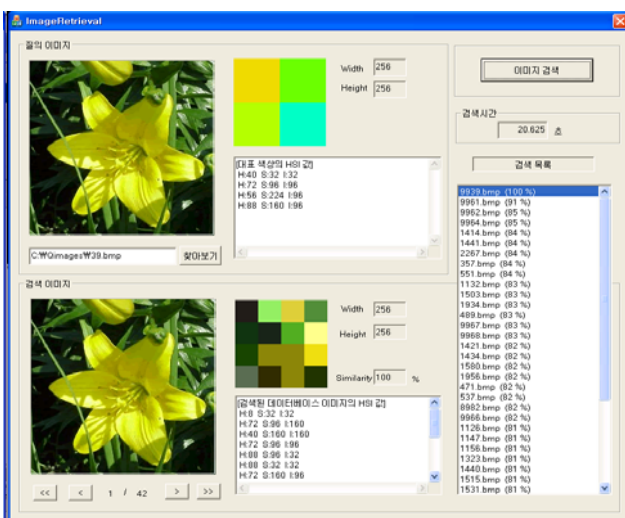 ImageRetrieval
질의 이미지
Width 256
Height 256
[대표 색상의 HSI 값]
H:40 S:32 I:32
H:72 S:96 I:96
H:56 S:224 I:96
H:88 S:160 I:96
C:₩Qimages₩39.bmp
찾아보기
이미지 검색
검색시간
20.625 초
검색 목록
9939.bmp (100 %)
9961.bmp (91 %)
9962.bmp (85 %)
9964.bmp (85 %)
1414.bmp (84 %)
1441.bmp (84 %)
2267.bmp (84 %)
357.bmp (84 %)
551.bmp (84 %)
1132.bmp (83 %)
1503.bmp (83 %)
1934.bmp (83 %)
489.bmp (83 %)
9967.bmp (83 %)
9968.bmp (83 %)
1421.bmp (82 %)
1434.bmp (82 %)
1580.bmp (82 %)
1956.bmp (82 %)
471.bmp (82 %)
537.bmp (82 %)
8982.bmp (82 %)
9966.bmp (82 %)
1126.bmp (81 %)
1147.bmp (81 %)
1156.bmp (81 %)
1323.bmp (81 %)
1440.bmp (81 %)
1515.bmp (81 %)
1531.bmp (81 %)
검색 이미지
Width 256
Height 256
Similarity 100 %
[검색된 데이터베이스 이미지의 HSI 값]
H:8 S:32 I:32
H:72 S:96 I:160
H:40 S:160 I:160
H:72 S:96 I:96
H:88 S:96 I:32
H:88 S:32 I:32
H:72 S:160 I:96
<< < 1 / 42 > >>